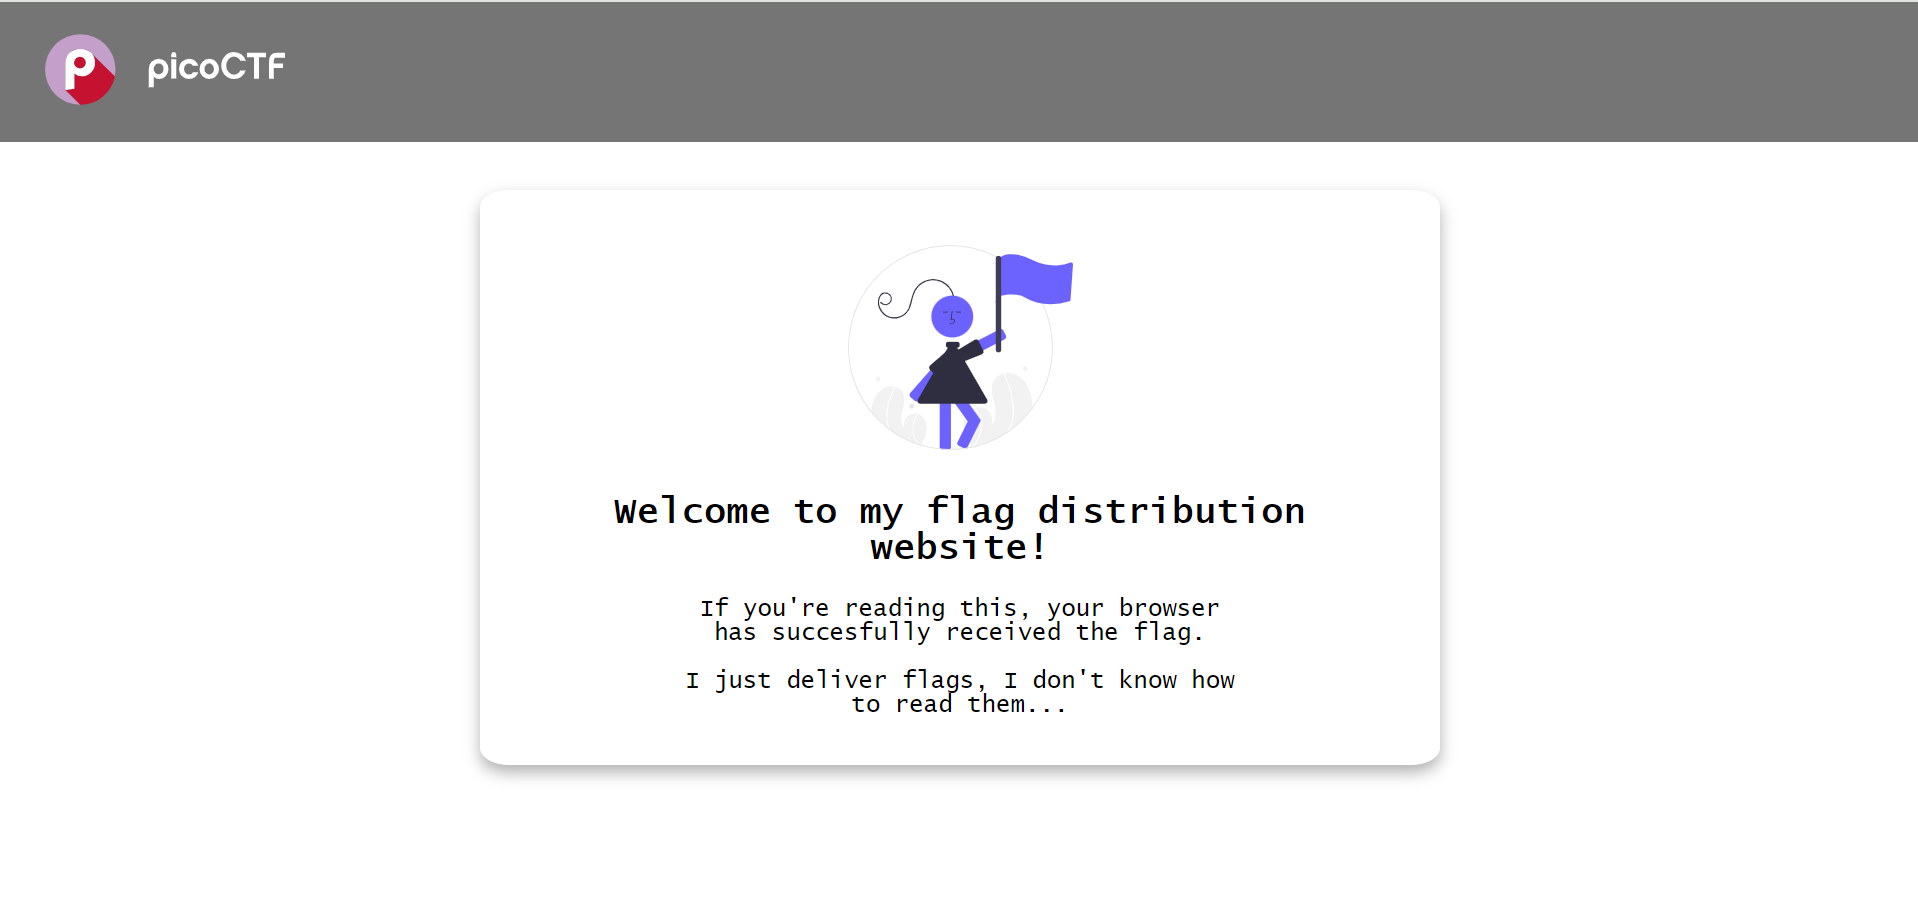 picoCTF
Welcome to my flag distribution
website!
If you're reading this, your browser
has succesfully received the flag.
I just deliver flags, I don't know how
to read them...